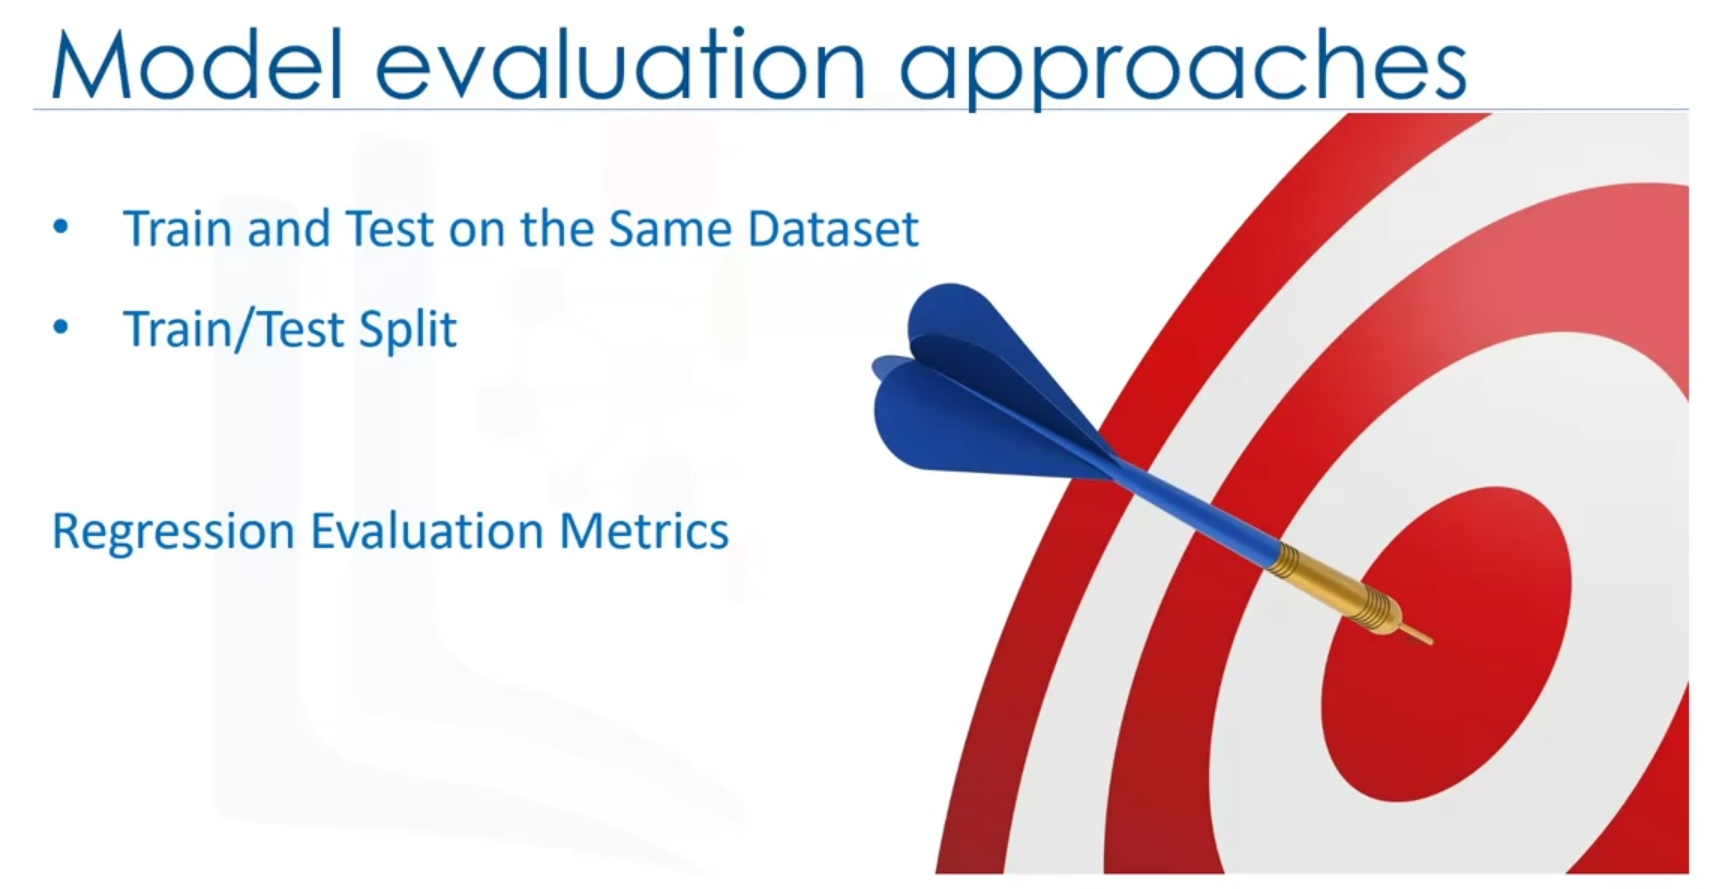 Model evaluation approaches
• Train and Test on the Same Dataset
• Train/Test Split
Regression Evaluation Metrics